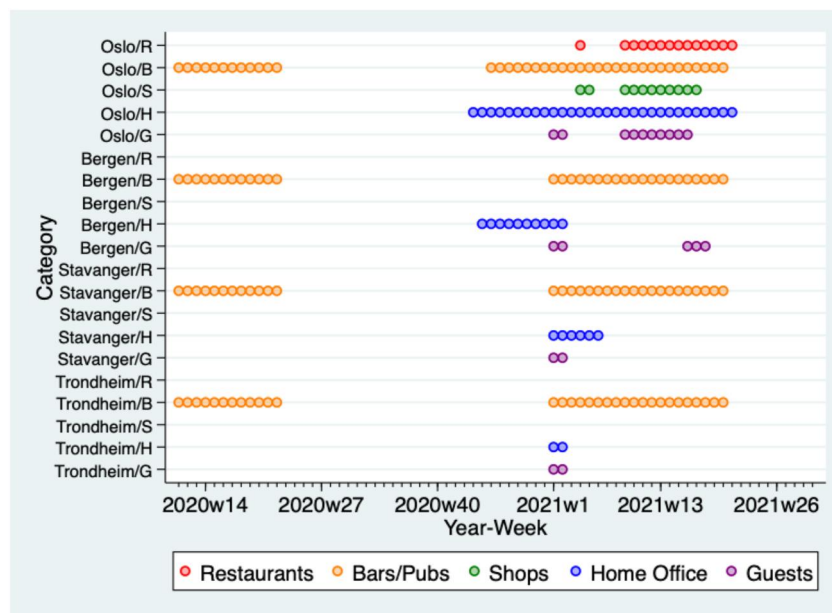 Category
Oslo/R
Oslo/B
Oslo/S
Oslo/H
Oslo/G
Bergen/R
Bergen/B
Bergen/S
Bergen/H
Bergen/G
Stavanger/R
Stavanger/B
Stavanger/S
Stavanger/H
Stavanger/G
Trondheim/R
Trondheim/B
Trondheim/S
Trondheim/H
Trondheim/G
2020w14 2020w27 2020w40 2021w1 2021w13 2021w26
Year-Week
Restaurants Bars/Pubs Shops Home Office Guests